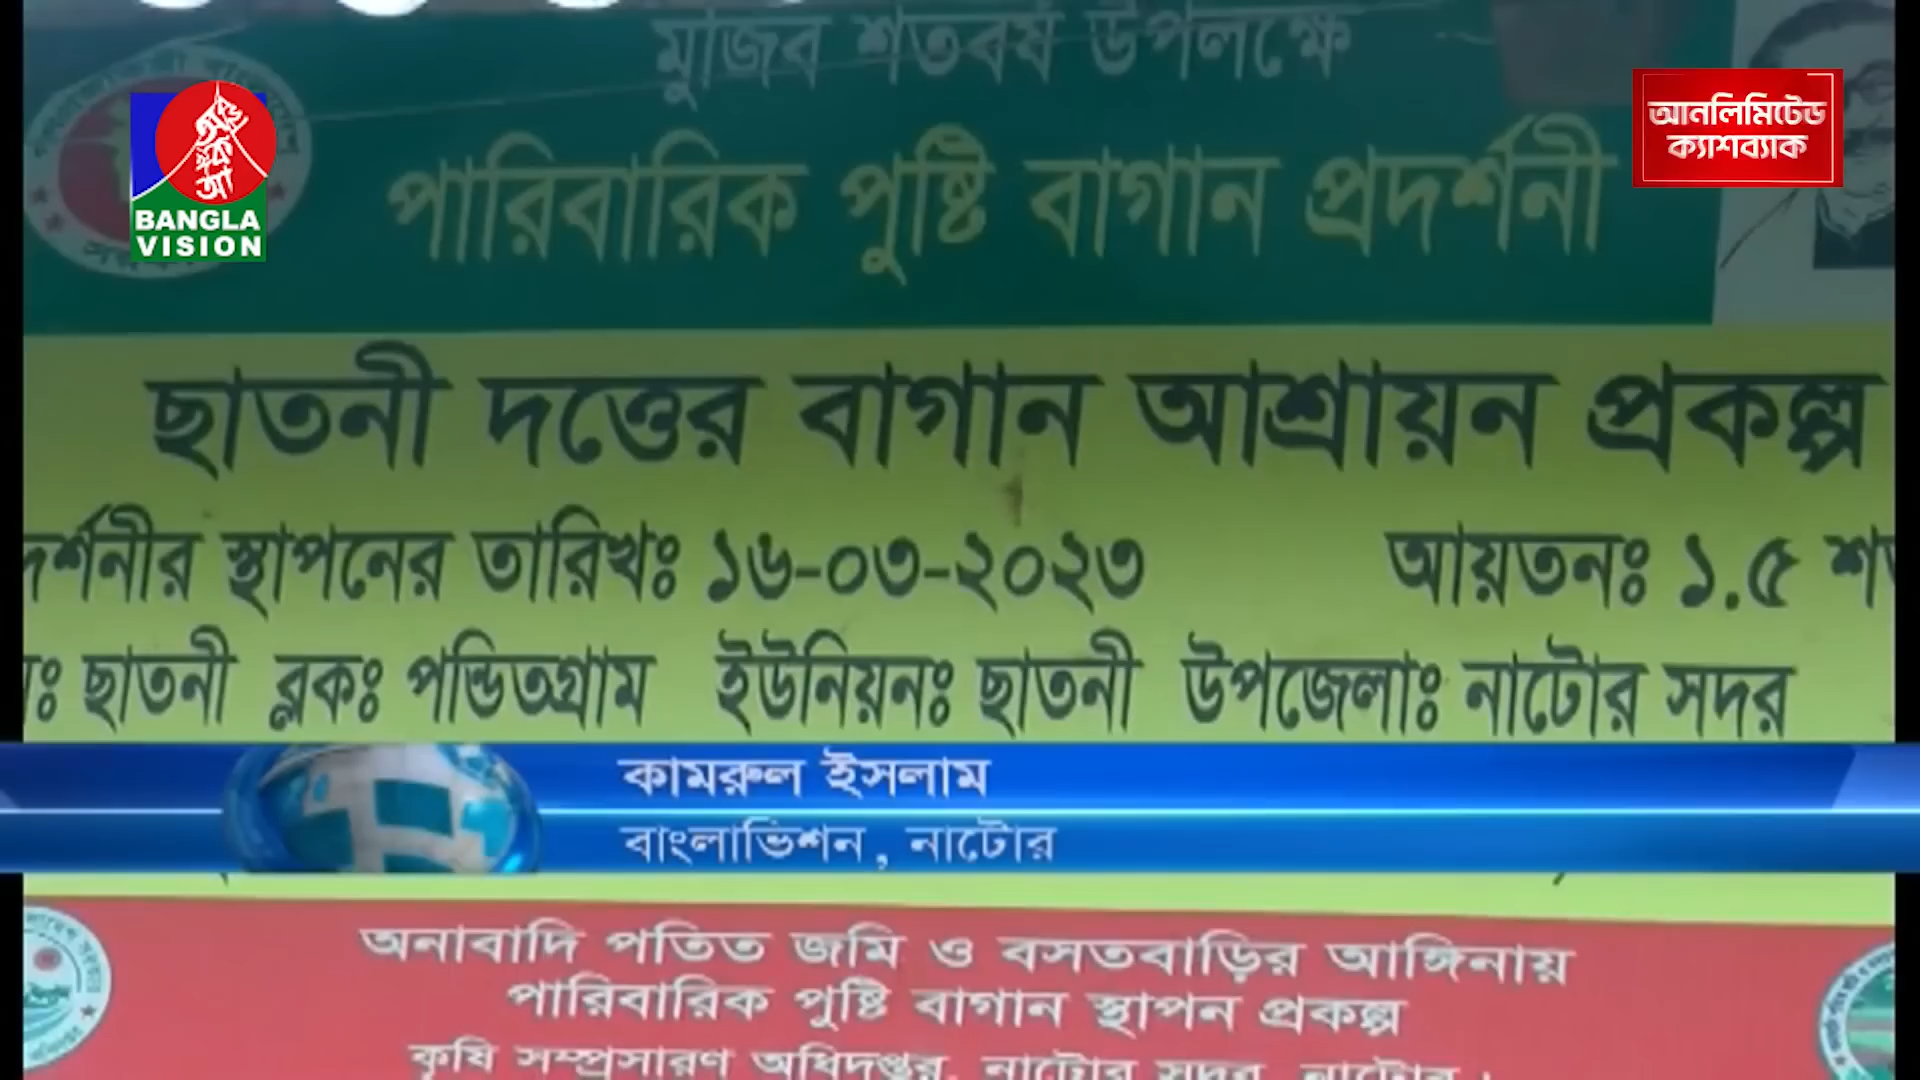 মুজিব শতবর্ষ উপলক্ষে
পারিবারিক পুষ্টি বাগান প্রদর্শনী
BANGLA
VISION
আনলিমিটেড
ক্যাশব্যাক
ছাতনী দত্তের বাগান আশ্রায়ন প্রকল্প
স্থাপনের তারিখঃ ১৬-০৩-২০২৩ আয়তনঃ ১.৫
ছাতনী ব্লকঃ পন্ডিতগ্রাম ইউনিয়নঃ ছাতনী উপজেলাঃ নাটোর সদর
কামরুল ইসলাম
বাংলাভিশন, নাটোর
অনাবাদি পতিত জমি ও বসতবাড়ির আঙ্গিনায়
পারিবারিক পুষ্টি বাগান স্থাপন প্রকল্প
কৃষি সম্প্রসারণ অধিদপ্তর, নাটোর সদর, নাটোর।